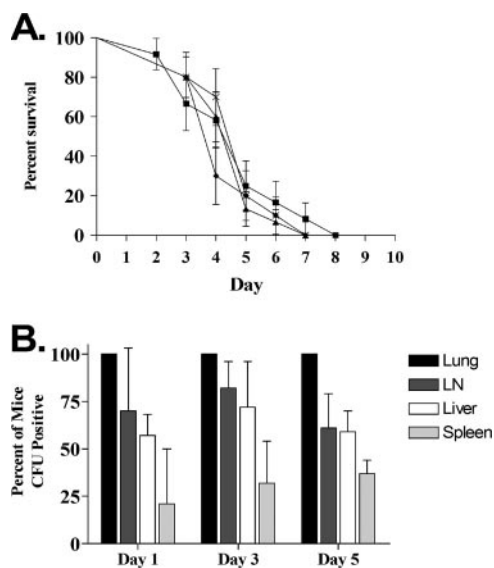 A.
Percent survival
100
80
60
40
20
0
0 1 2 3 4 5 6 7 8 9 10
Day
B.
Percent of Mice
CFU Positive
100
75
50
25
0
Day 1 Day 3 Day 5
Lung
LN
Liver
Spleen